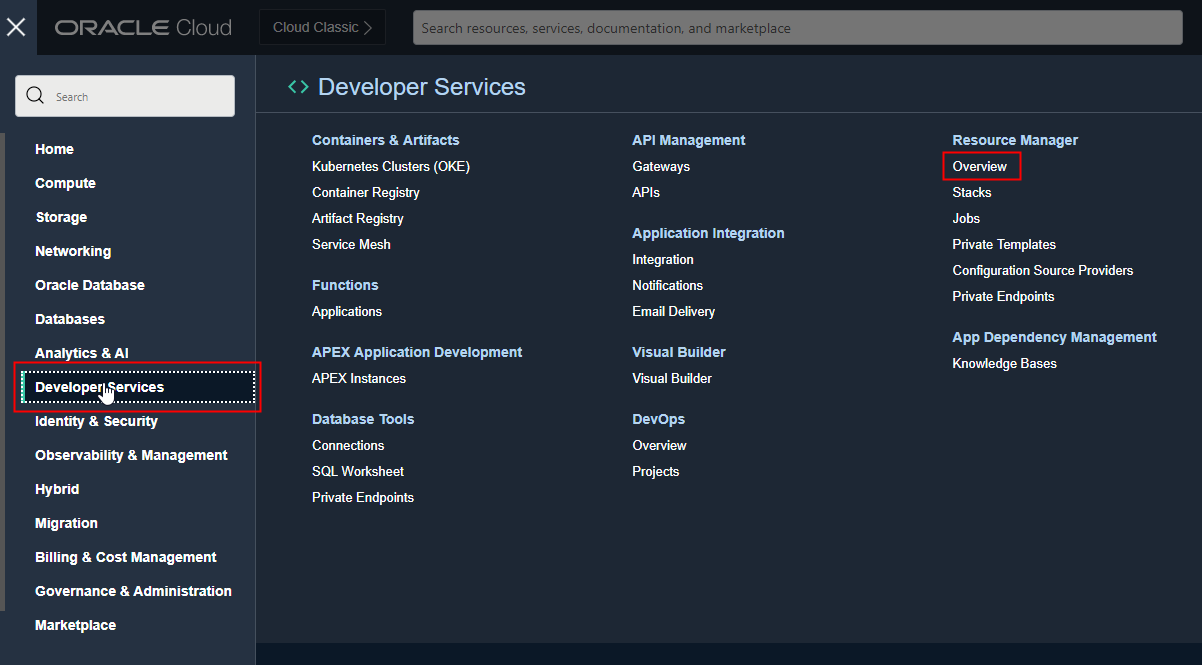 ORACLE Cloud
Cloud Classic
Search resources, services, documentation, and marketplace
Search
Home
Compute
Storage
Networking
Oracle Database
Databases
Analytics & AI
Developer Services
Identity & Security
Observability & Management
Hybrid
Migration
Billing & Cost Management
Governance & Administration
Marketplace
Developer Services
Containers & Artifacts
Kubernetes Clusters (OKE)
Container Registry
Artifact Registry
Service Mesh
Functions
Applications
APEX Application Development
APEX Instances
Database Tools
Connections
SQL Worksheet
Private Endpoints
API Management
Gateways
APIs
Application Integration
Integration
Notifications
Email Delivery
Visual Builder
Visual Builder
DevOps
Overview
Projects
Resource Manager
Overview
Stacks
Jobs
Private Templates
Configuration Source Providers
Private Endpoints
App Dependency Management
Knowledge Bases